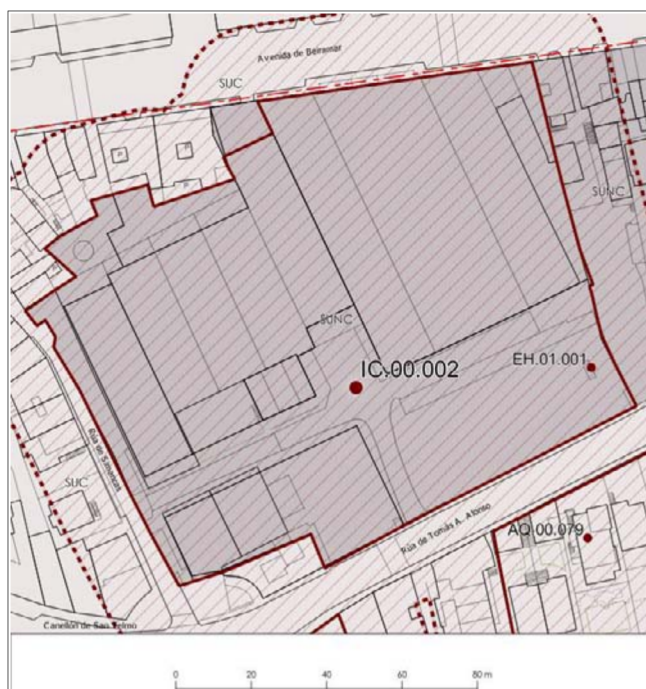 Avenida de Beiramar
SUC
P
P
SUNC
SUNC
EH.01.001
IC.00.002
SUC
Rúa de Tomás A. Alonso
AQ.00.079
Canellón de San Telmo
0 20 40 60 80 m